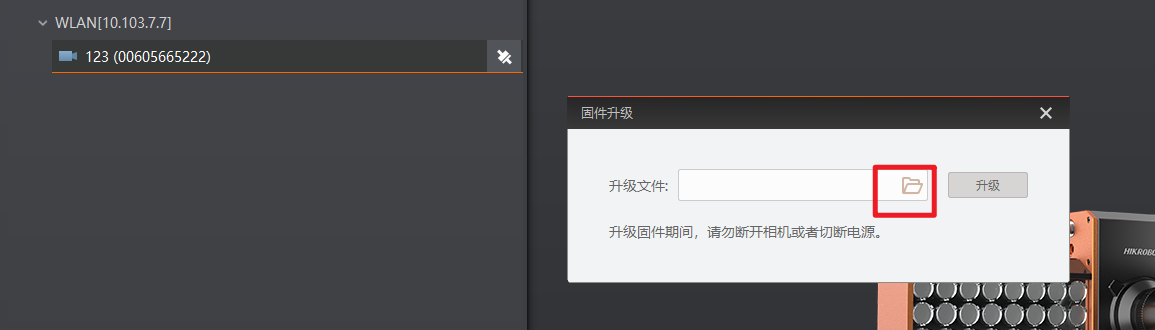 WLAN[10.103.7.7]
123 (00605665222)
固件升级
升级文件:
升级
升级固件期间，请勿断开相机或者切断电源。
HIKROBO